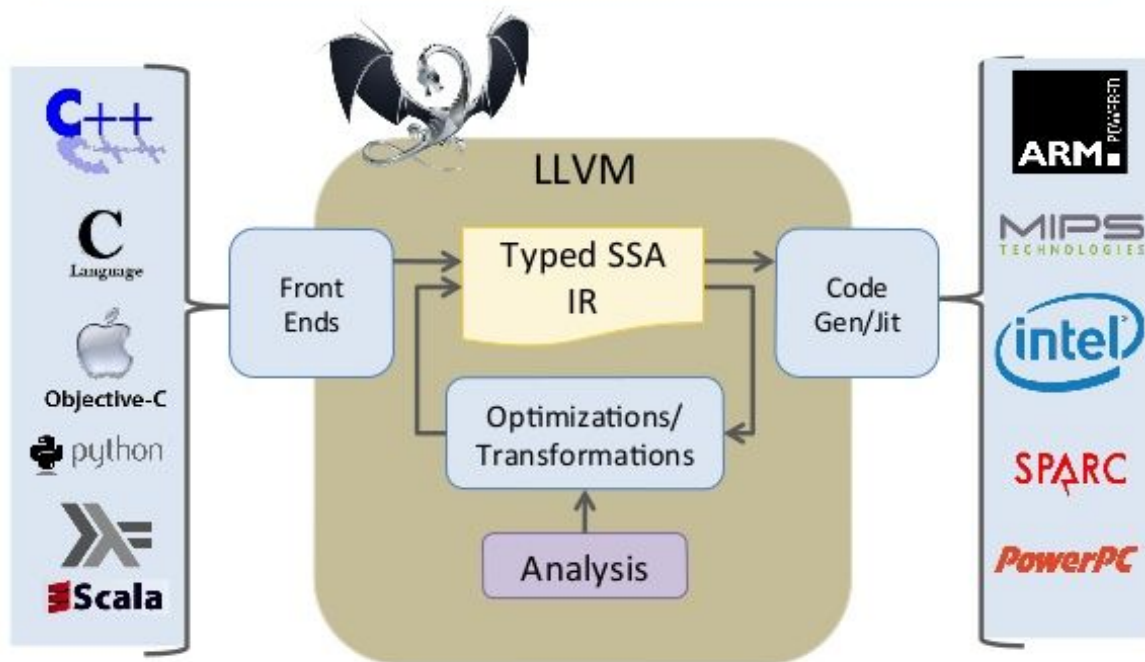 C++
C
Language
Objective-C
python
Scala
LLVM
Front
Ends
Typed SSA
IR
Optimizations/
Transformations
Analysis
Code
Gen/Jit
ARM
POWERED
MIPS
TECHNOLOGIES
intel
SPARC
PowerPC